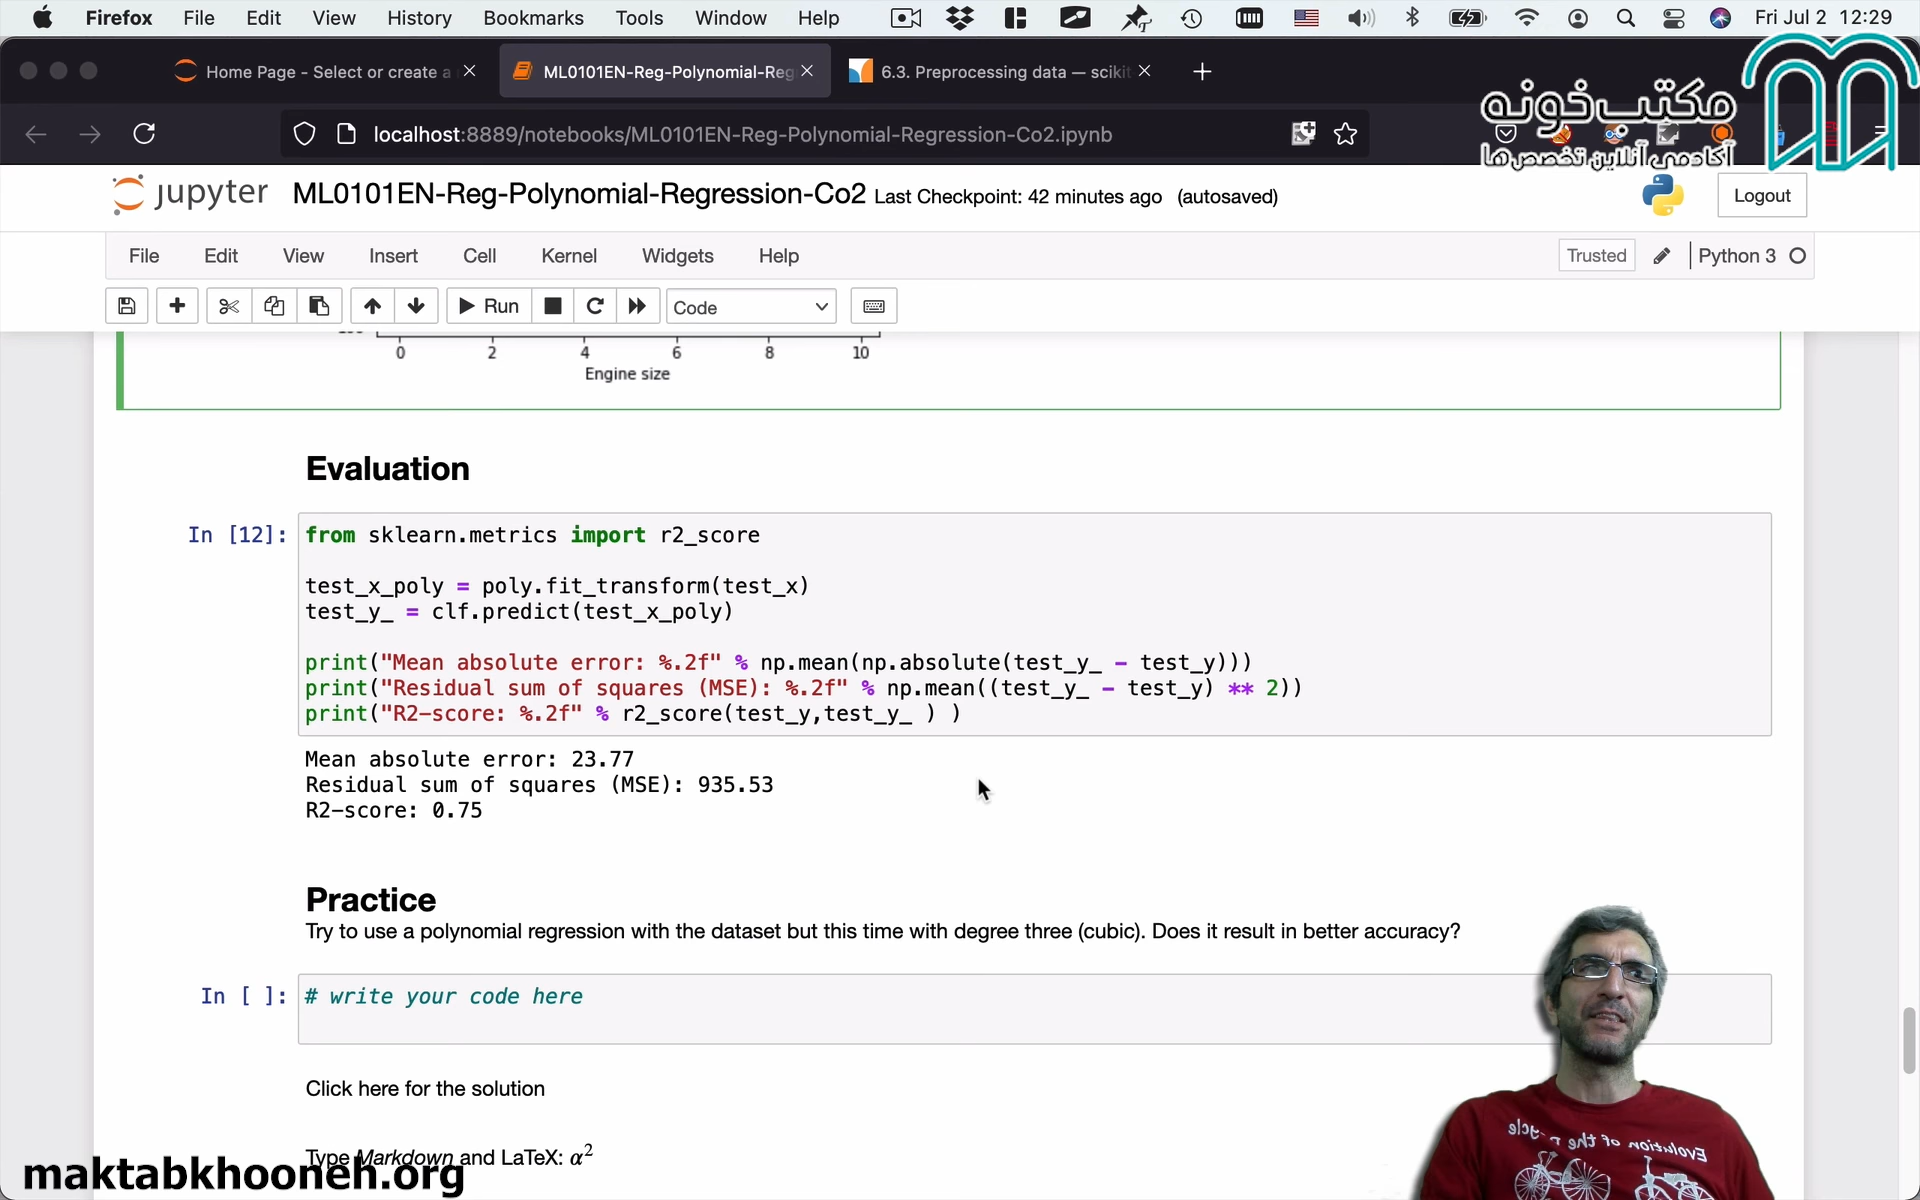 Firefox File Edit View History Bookmarks Tools Window Help Fri Jul 2 12:29
Home Page - Select or create a
ML0101EN-Reg-Polynomial-Reg
6.3. Preprocessing data — scikit
مکتب‌خونه
آکادمی آنلاین تخصص‌ها
localhost:8889/notebooks/ML0101EN-Reg-Polynomial-Regression-Co2.ipynb
jupyter ML0101EN-Reg-Polynomial-Regression-Co2 Last Checkpoint: 42 minutes ago (autosaved)
Logout
File Edit View Insert Cell Kernel Widgets Help Trusted Python 3
Run Code
0 2 4 6 8 10
Engine size
Evaluation
In [12]: from sklearn.metrics import r2_score
test_x_poly = poly.fit_transform(test_x)
test_y_ = clf.predict(test_x_poly)
print("Mean absolute error: %.2f" % np.mean(np.absolute(test_y_ - test_y)))
print("Residual sum of squares (MSE): %.2f" % np.mean((test_y_ - test_y) ** 2))
print("R2-score: %.2f" % r2_score(test_y,test_y_ ) )
Mean absolute error: 23.77
Residual sum of squares (MSE): 935.53
R2-score: 0.75
Practice
Try to use a polynomial regression with the dataset but this time with degree three (cubic). Does it result in better accuracy?
In [ ]: # write your code here
Click here for the solution
Type Markdown and LaTeX: α2
maktabkhooneh.org
Evolution of the